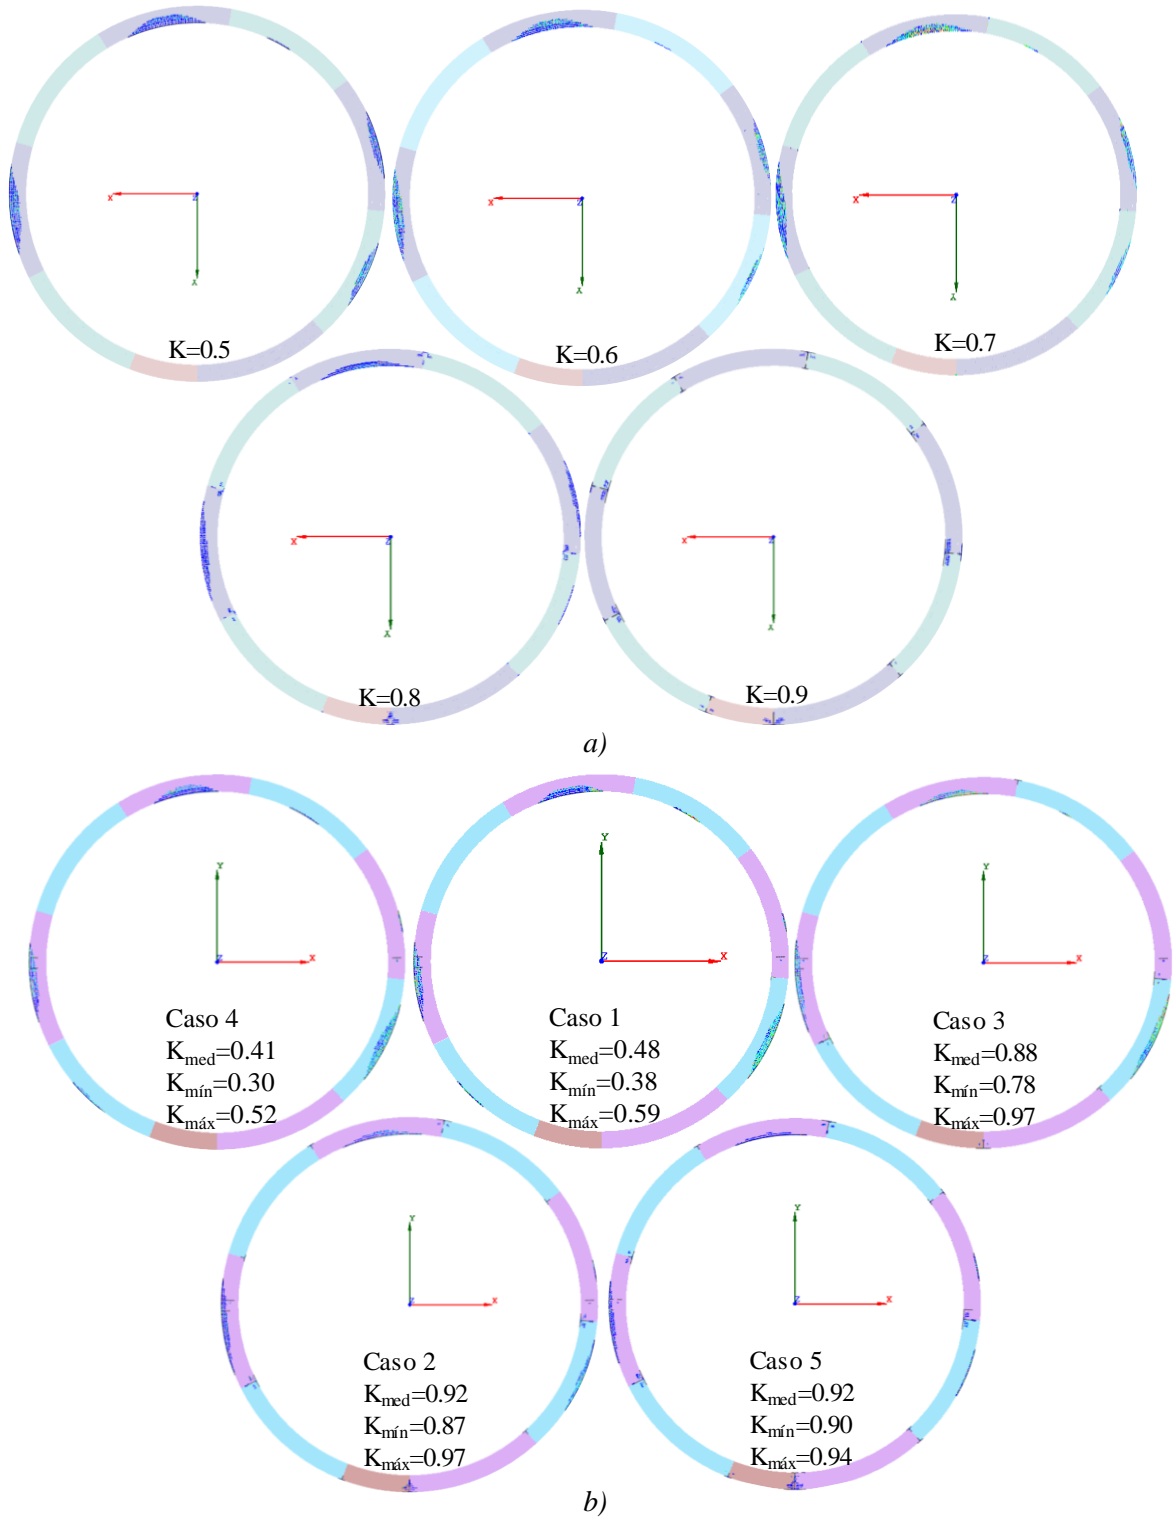 X
Z
Y
K=0.5
X
Z
Y
K=0.6
X
Z
Y
K=0.7
X
Z
Y
K=0.8
X
Z
Y
K=0.9
a)
Y
Z
X
Caso 4
Kmed=0.41
Kmín=0.30
Kmáx=0.52
Y
Z
X
Caso 1
Kmed=0.48
Kmín=0.38
Kmáx=0.59
Y
Z
X
Caso 3
Kmed=0.88
Kmín=0.78
Kmáx=0.97
Y
Z
X
Caso 2
Kmed=0.92
Kmín=0.87
Kmáx=0.97
Y
Z
X
Caso 5
Kmed=0.92
Kmín=0.90
Kmáx=0.94
b)